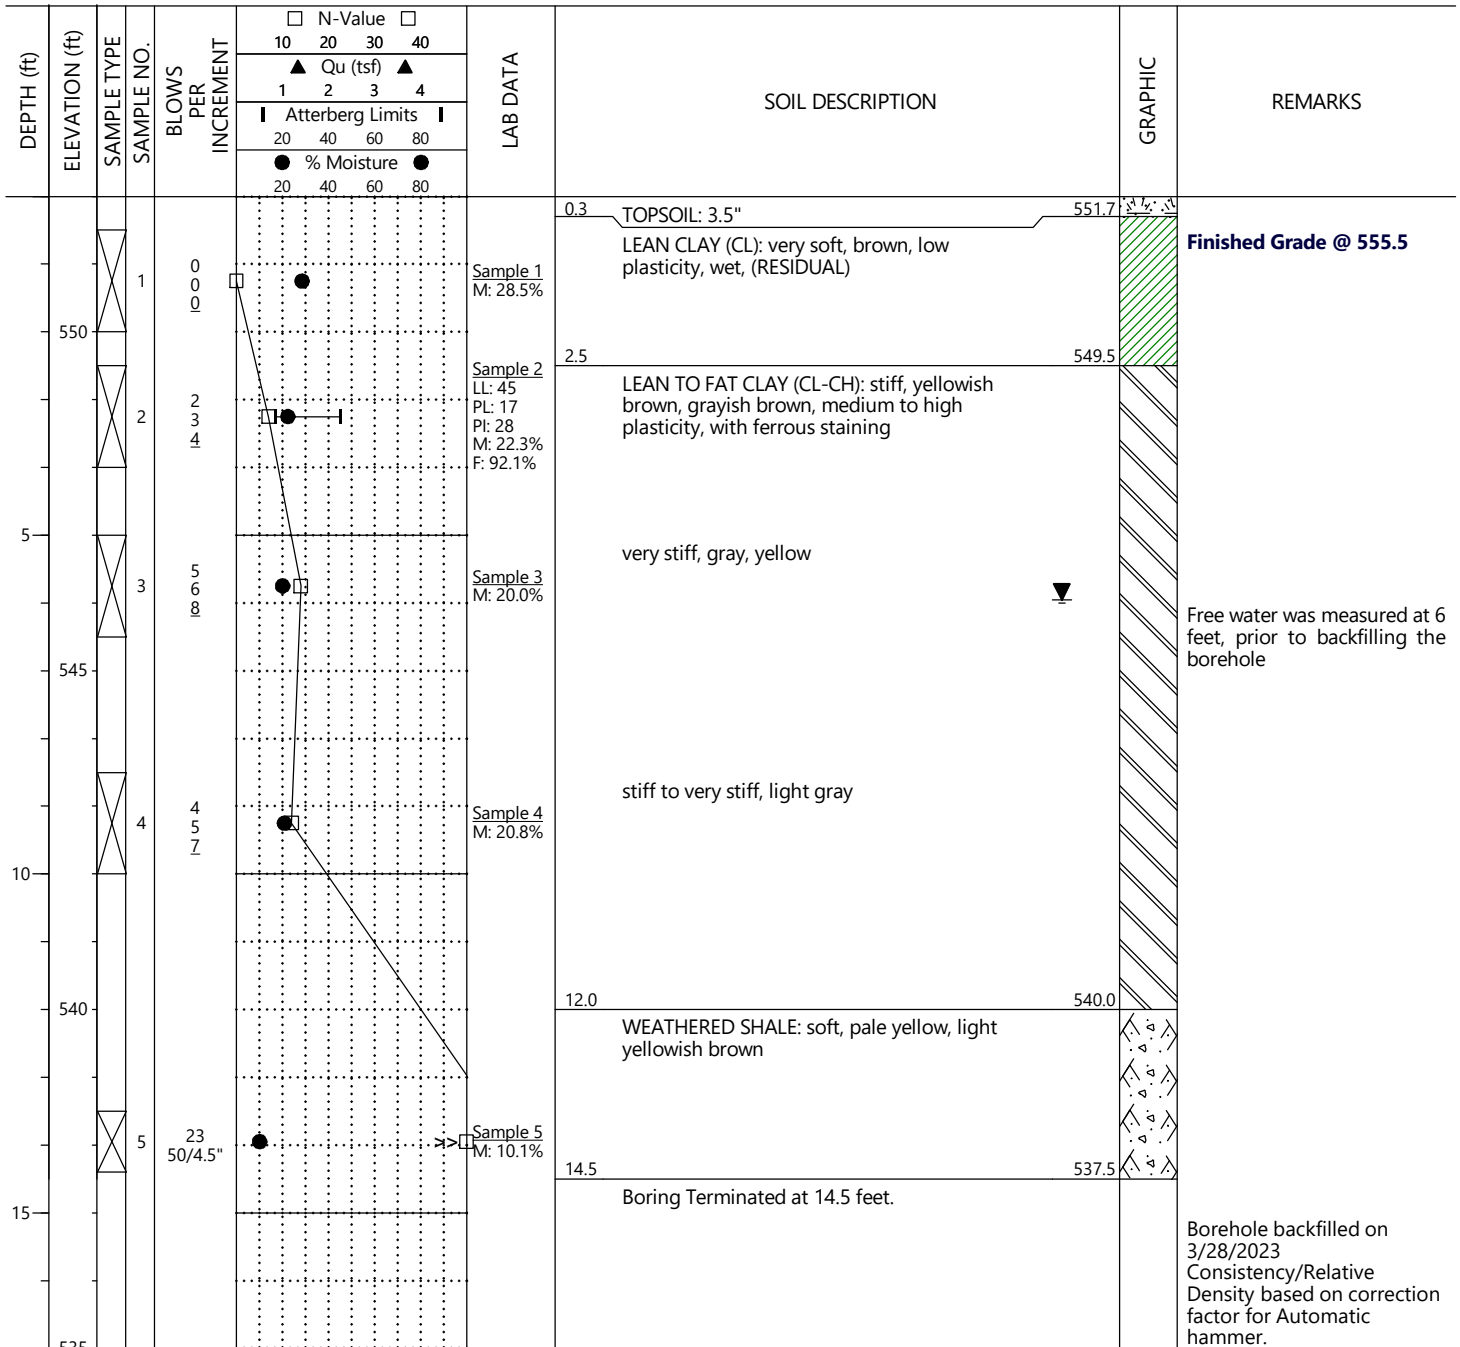 DEPTH (ft)
ELEVATION (ft)
SAMPLE TYPE
SAMPLE NO.
BLOWS
PER
INCREMENT
N-Value
10 20 30 40
Qu (tsf)
1 2 3 4
Atterberg Limits
20 40 60 80
% Moisture
20 40 60 80
LAB DATA
SOIL DESCRIPTION
GRAPHIC
REMARKS
0.3 TOPSOIL: 3.5" 551.7
LEAN CLAY (CL): very soft, brown, low
plasticity, wet, (RESIDUAL)
Finished Grade @ 555.5
1
0
0
0
Sample 1
M: 28.5%
550
2.5 549.5
LEAN TO FAT CLAY (CL-CH): stiff, yellowish
brown, grayish brown, medium to high
plasticity, with ferrous staining
2
2
3
4
Sample 2
LL: 45
PL: 17
PI: 28
M: 22.3%
F: 92.1%
5
very stiff, gray, yellow
3
5
6
8
Sample 3
M: 20.0%
Free water was measured at 6
feet, prior to backfilling the
borehole
545
stiff to very stiff, light gray
4
4
5
7
Sample 4
M: 20.8%
10
540
12.0 540.0
WEATHERED SHALE: soft, pale yellow, light
yellowish brown
5
23
50/4.5"
>>
Sample 5
M: 10.1%
14.5 537.5
Boring Terminated at 14.5 feet.
15
Borehole backfilled on
3/28/2023
Consistency/Relative
Density based on correction
factor for Automatic
hammer.
535